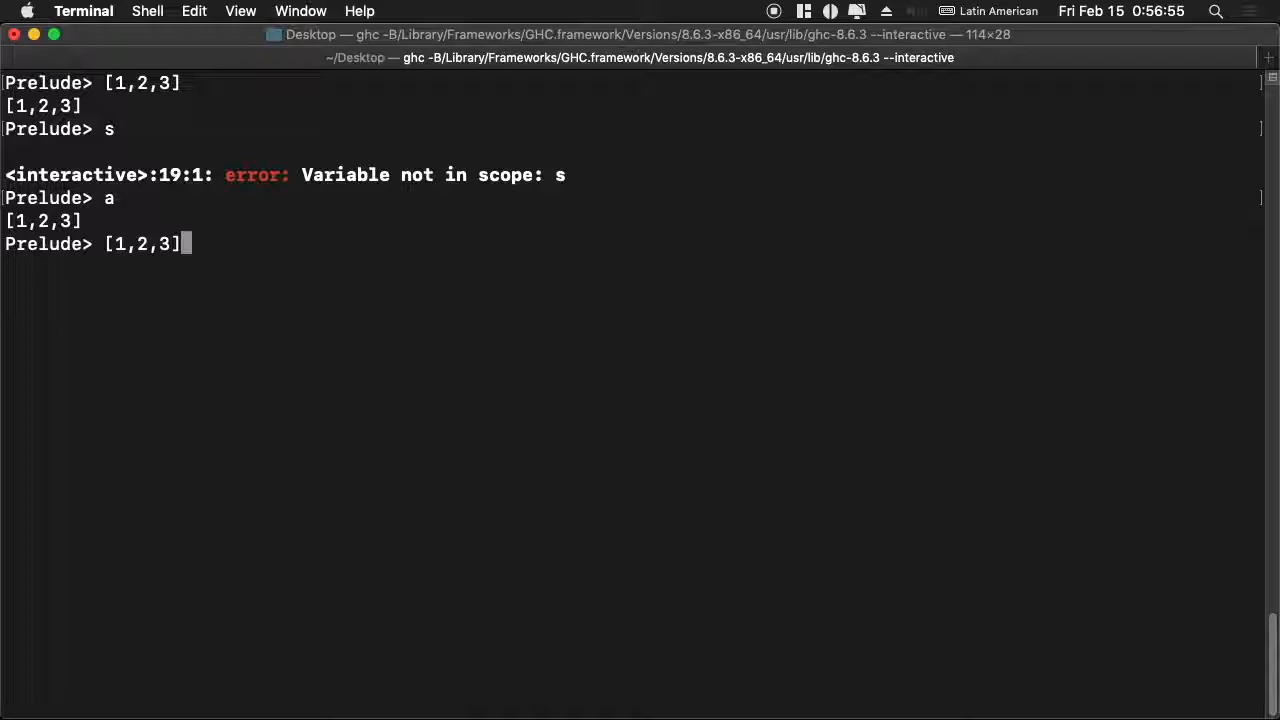 Terminal Shell Edit View Window Help Latin American Fri Feb 15 0:56:55
Desktop — ghc -B/Library/Frameworks/GHC.framework/Versions/8.6.3-x86_64/usr/lib/ghc-8.6.3 --interactive — 114×28
~/Desktop — ghc -B/Library/Frameworks/GHC.framework/Versions/8.6.3-x86_64/usr/lib/ghc-8.6.3 --interactive
Prelude> [1,2,3]
[1,2,3]
Prelude> s
<interactive>:19:1: error: Variable not in scope: s
Prelude> a
[1,2,3]
Prelude> [1,2,3]